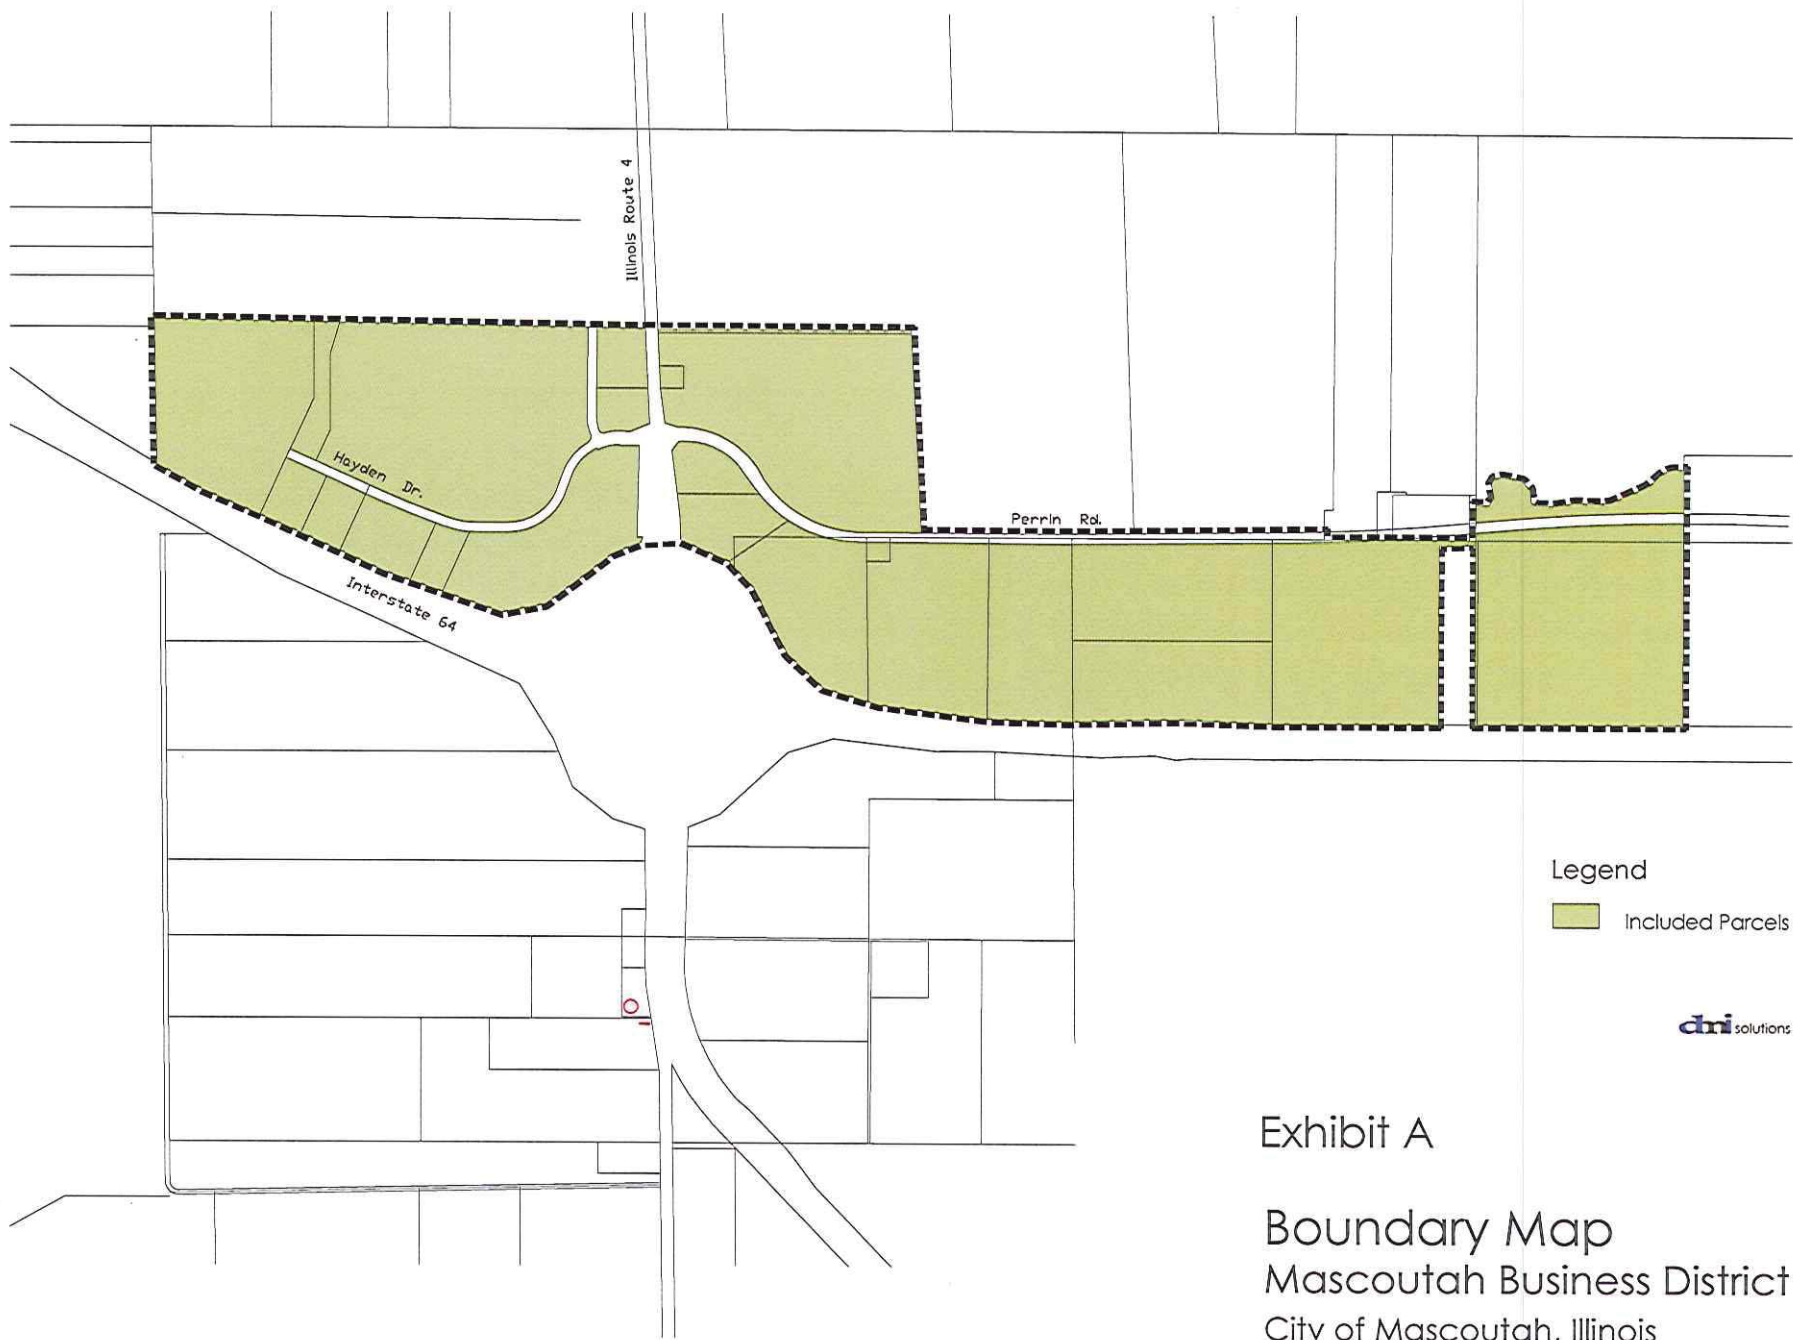 Illinois Route 4
Hayden Dr.
Perrin Rd.
Interstate 64
Legend
Included Parcels
dmi solutions
Exhibit A
Boundary Map
Mascoutah Business District
City of Mascoutah, Illinois